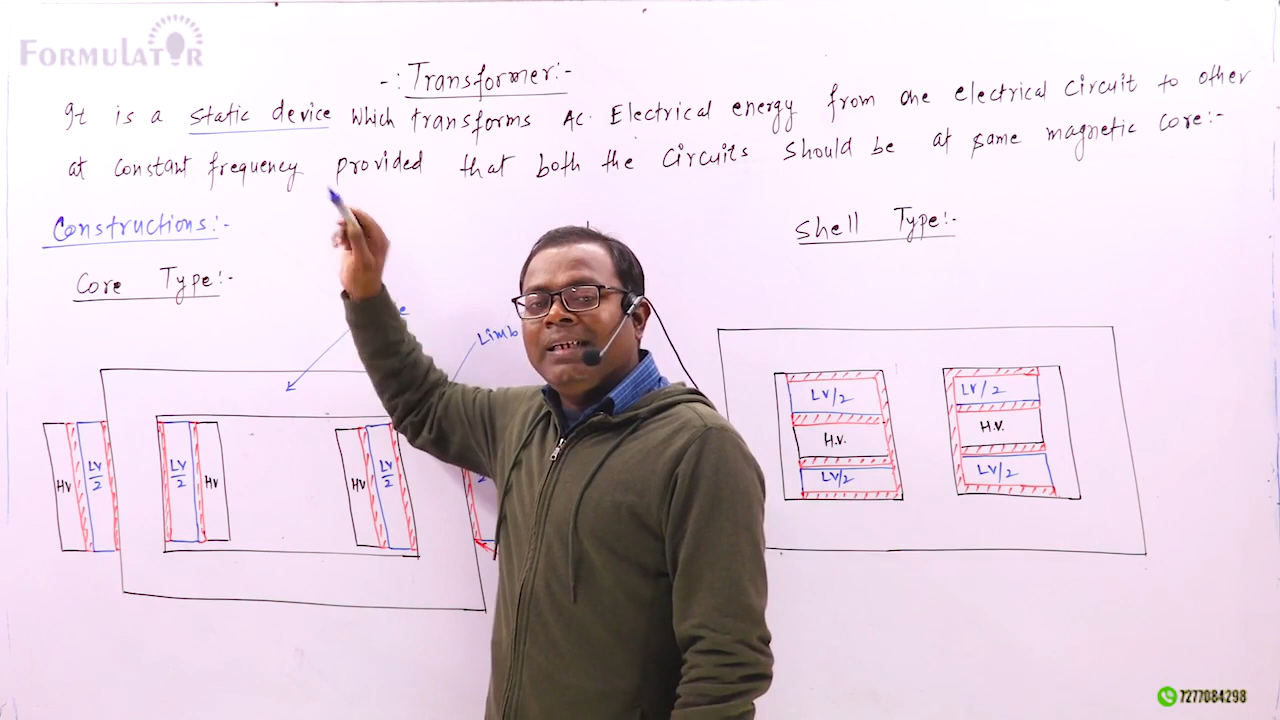 FORMULATOR
-:Transformer:-
It is a static device which transforms AC. Electrical energy from one electrical circuit to other
at constant frequency provided that both the circuits should be at same magnetic core:-
Constructions:-
Core Type:-
Shell Type:-
Limb
HV
LV/2
LV/2
HV
HV
LV/2
LV/2
H.V.
LV/2
LV/2
H.V.
LV/2
7277084298